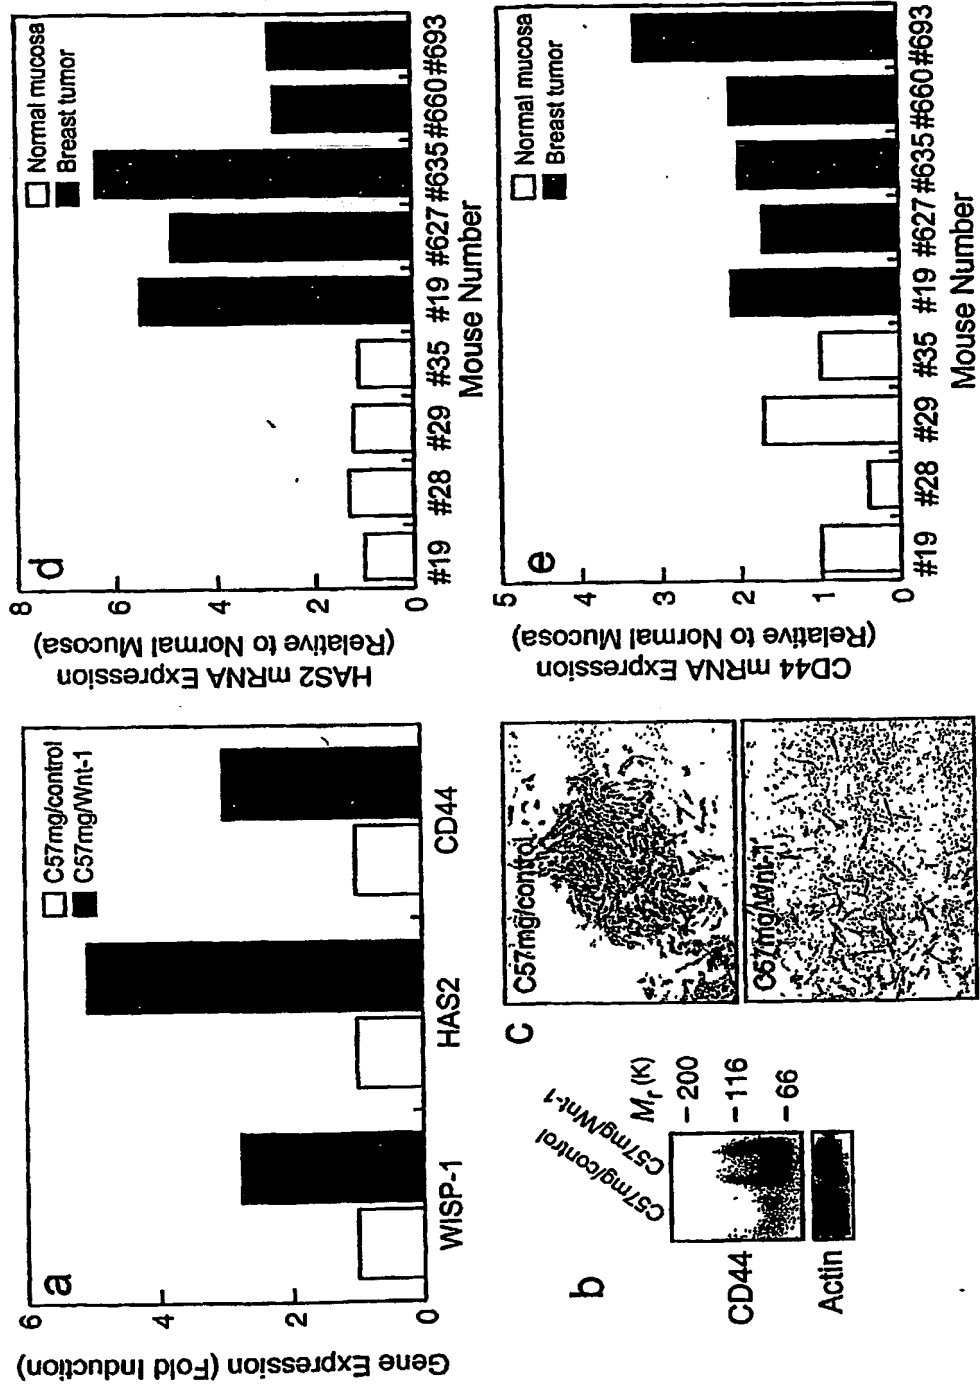 a
Gene Expression (Fold Induction)
6
4
2
0
C57mg/control
C57mg/Wnt-1
WISP-1
HAS2
CD44
b
C57mg/control
C57mg/Wnt-1
Mr (K)
CD44
– 200
– 116
– 66
Actin
c
C57mg/control
C57mg/Wnt-1
d
HAS2 mRNA Expression
(Relative to Normal Mucosa)
8
6
4
2
0
Normal mucosa
Breast tumor
#19 #28 #29 #35 #19 #627 #635 #660 #693
Mouse Number
e
CD44 mRNA Expression
(Relative to Normal Mucosa)
5
4
3
2
1
0
Normal mucosa
Breast tumor
#19 #28 #29 #35 #19 #627 #635 #660 #693
Mouse Number